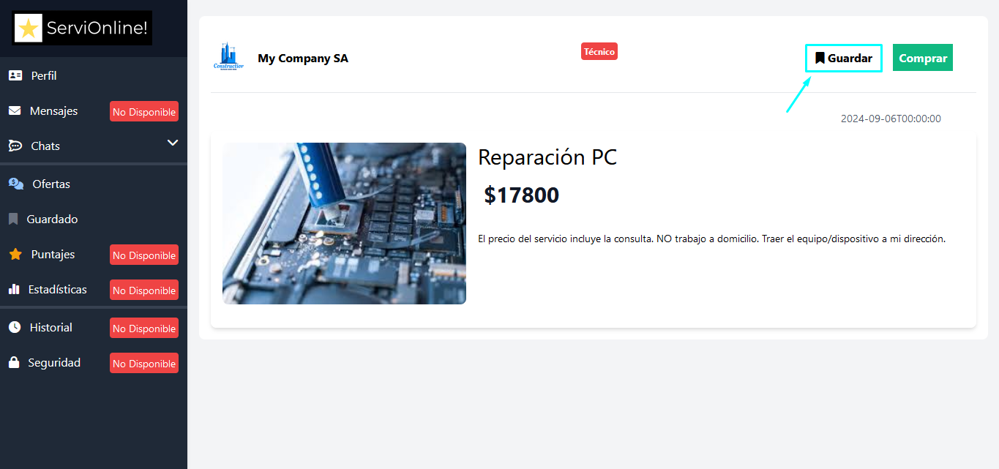 ServiOnline!
Perfil
Mensajes No Disponible
Chats
Ofertas
Guardado
Puntajes No Disponible
Estadísticas No Disponible
Historial No Disponible
Seguridad No Disponible
Construction
My Company SA
Técnico
Guardar
Comprar
2024-09-06T00:00:00
Reparación PC
$17800
El precio del servicio incluye la consulta. NO trabajo a domicilio. Traer el equipo/dispositivo a mi dirección.